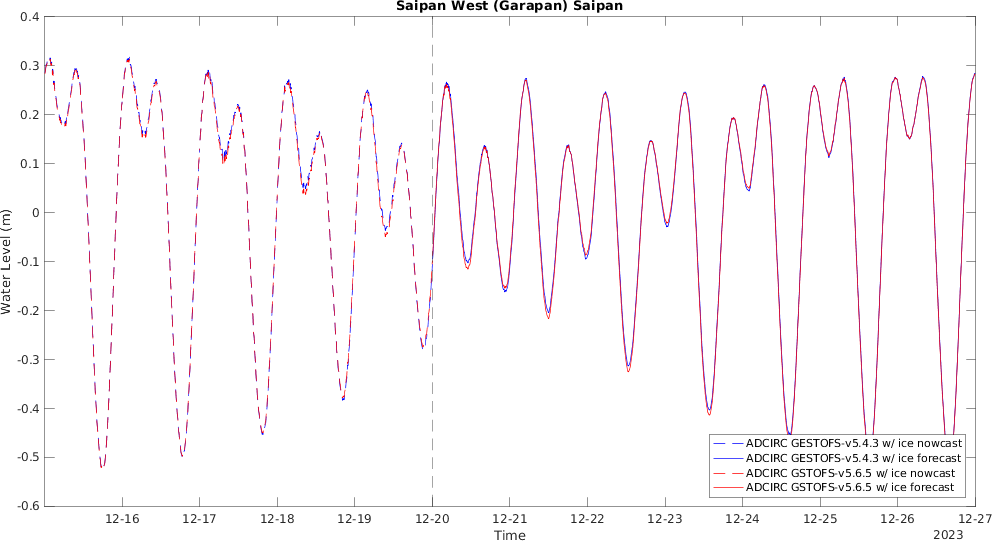 Saipan West (Garapan) Saipan
0.4
0.3
0.2
0.1
0
-0.1
-0.2
-0.3
-0.4
-0.5
-0.6
Water Level (m)
ADCIRC GESTOFS-v5.4.3 w/ ice nowcast
ADCIRC GESTOFS-v5.4.3 w/ ice forecast
ADCIRC GSTOFS-v5.6.5 w/ ice nowcast
ADCIRC GSTOFS-v5.6.5 w/ ice forecast
12-16 12-17 12-18 12-19 12-20 12-21 12-22 12-23 12-24 12-25 12-26 12-27
Time
2023